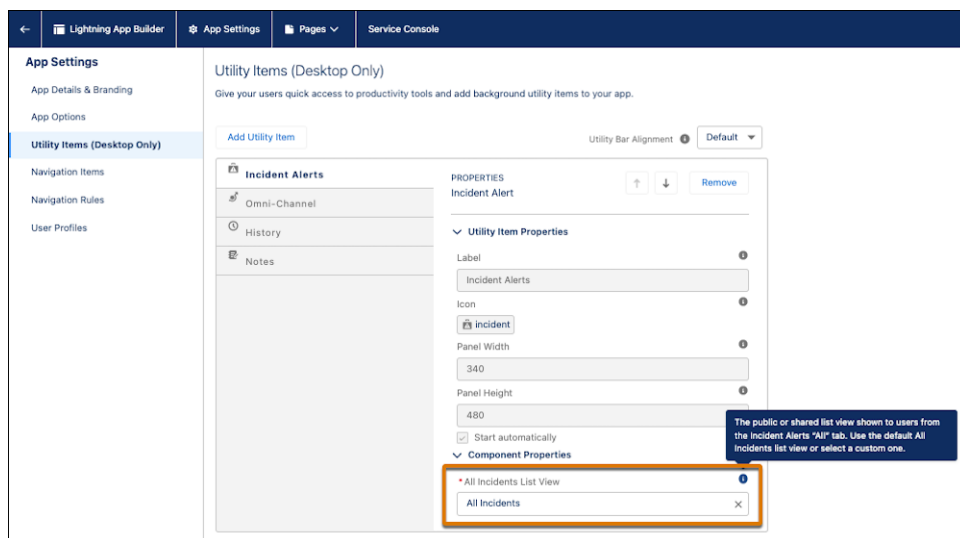 Lightning App Builder
App Settings
Pages
Service Console
App Settings
App Details & Branding
App Options
Utility Items (Desktop Only)
Navigation Items
Navigation Rules
User Profiles
Utility Items (Desktop Only)
Give your users quick access to productivity tools and add background utility items to your app.
Add Utility Item
Utility Bar Alignment
Default
Incident Alerts
Omni-Channel
History
Notes
PROPERTIES
Incident Alert
Remove
Utility Item Properties
Label
Incident Alerts
Icon
incident
Panel Width
340
Panel Height
480
Start automatically
Component Properties
The public or shared list view shown to users from
the Incident Alerts "All" tab. Use the default All
Incidents list view or select a custom one.
*All Incidents List View
All Incidents